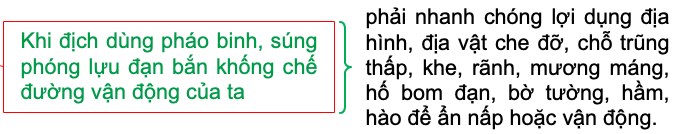 Khi địch dùng pháo binh, súng
phóng lựu đạn bắn khống chế
đường vận động của ta
phải nhanh chóng lợi dụng địa
hình, địa vật che đỡ, chỗ trũng
thấp, khe, rãnh, mương máng,
hố bom đạn, bờ tường, hầm,
hào để ẩn nấp hoặc vận động.